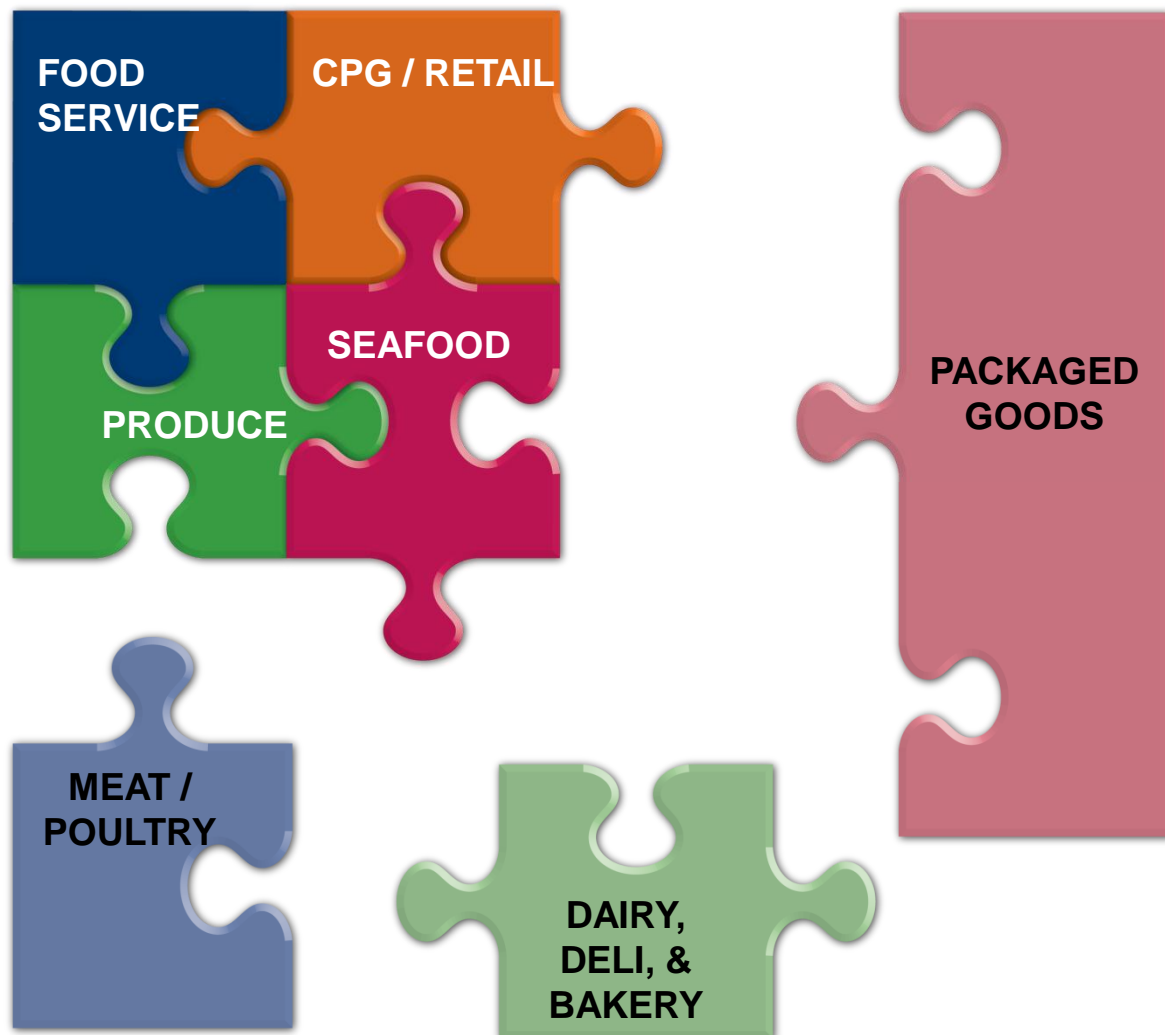 FOOD
SERVICE
CPG / RETAIL
SEAFOOD
PRODUCE
PACKAGED
GOODS
MEAT /
POULTRY
DAIRY,
DELI, &
BAKERY